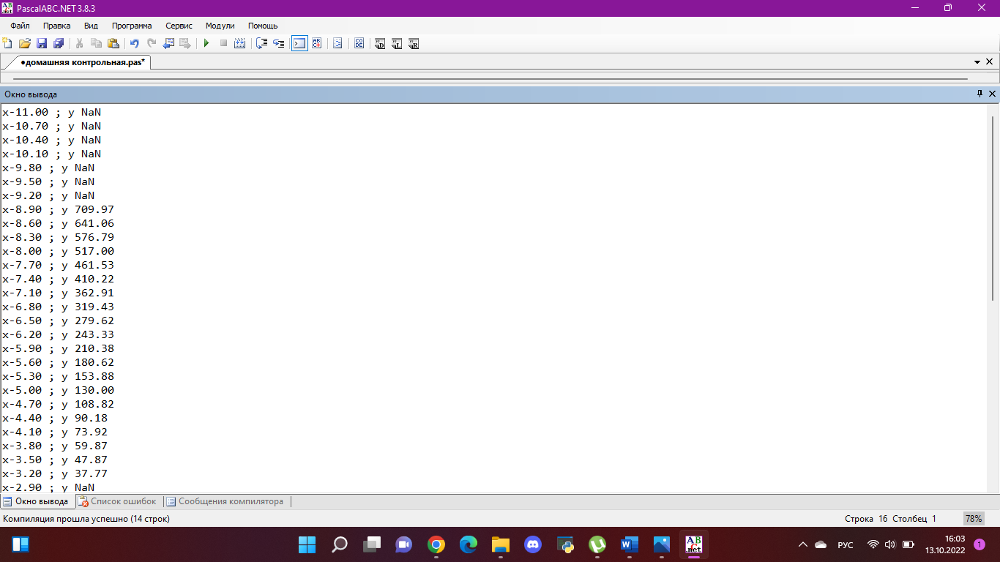 PascalABC.NET 3.8.3
Файл Правка Вид Программа Сервис Модули Помощь
•домашняя контрольная.pas*
Окно вывода
x-11.00 ; y NaN
x-10.70 ; y NaN
x-10.40 ; y NaN
x-10.10 ; y NaN
x-9.80 ; y NaN
x-9.50 ; y NaN
x-9.20 ; y NaN
x-8.90 ; y 709.97
x-8.60 ; y 641.06
x-8.30 ; y 576.79
x-8.00 ; y 517.00
x-7.70 ; y 461.53
x-7.40 ; y 410.22
x-7.10 ; y 362.91
x-6.80 ; y 319.43
x-6.50 ; y 279.62
x-6.20 ; y 243.33
x-5.90 ; y 210.38
x-5.60 ; y 180.62
x-5.30 ; y 153.88
x-5.00 ; y 130.00
x-4.70 ; y 108.82
x-4.40 ; y 90.18
x-4.10 ; y 73.92
x-3.80 ; y 59.87
x-3.50 ; y 47.87
x-3.20 ; y 37.77
x-2.90 ; y NaN
Окно вывода Список ошибок Сообщения компилятора
Компиляция прошла успешно (14 строк) Строка 16 Столбец 1 78%
РУС 16:03
13.10.2022 1